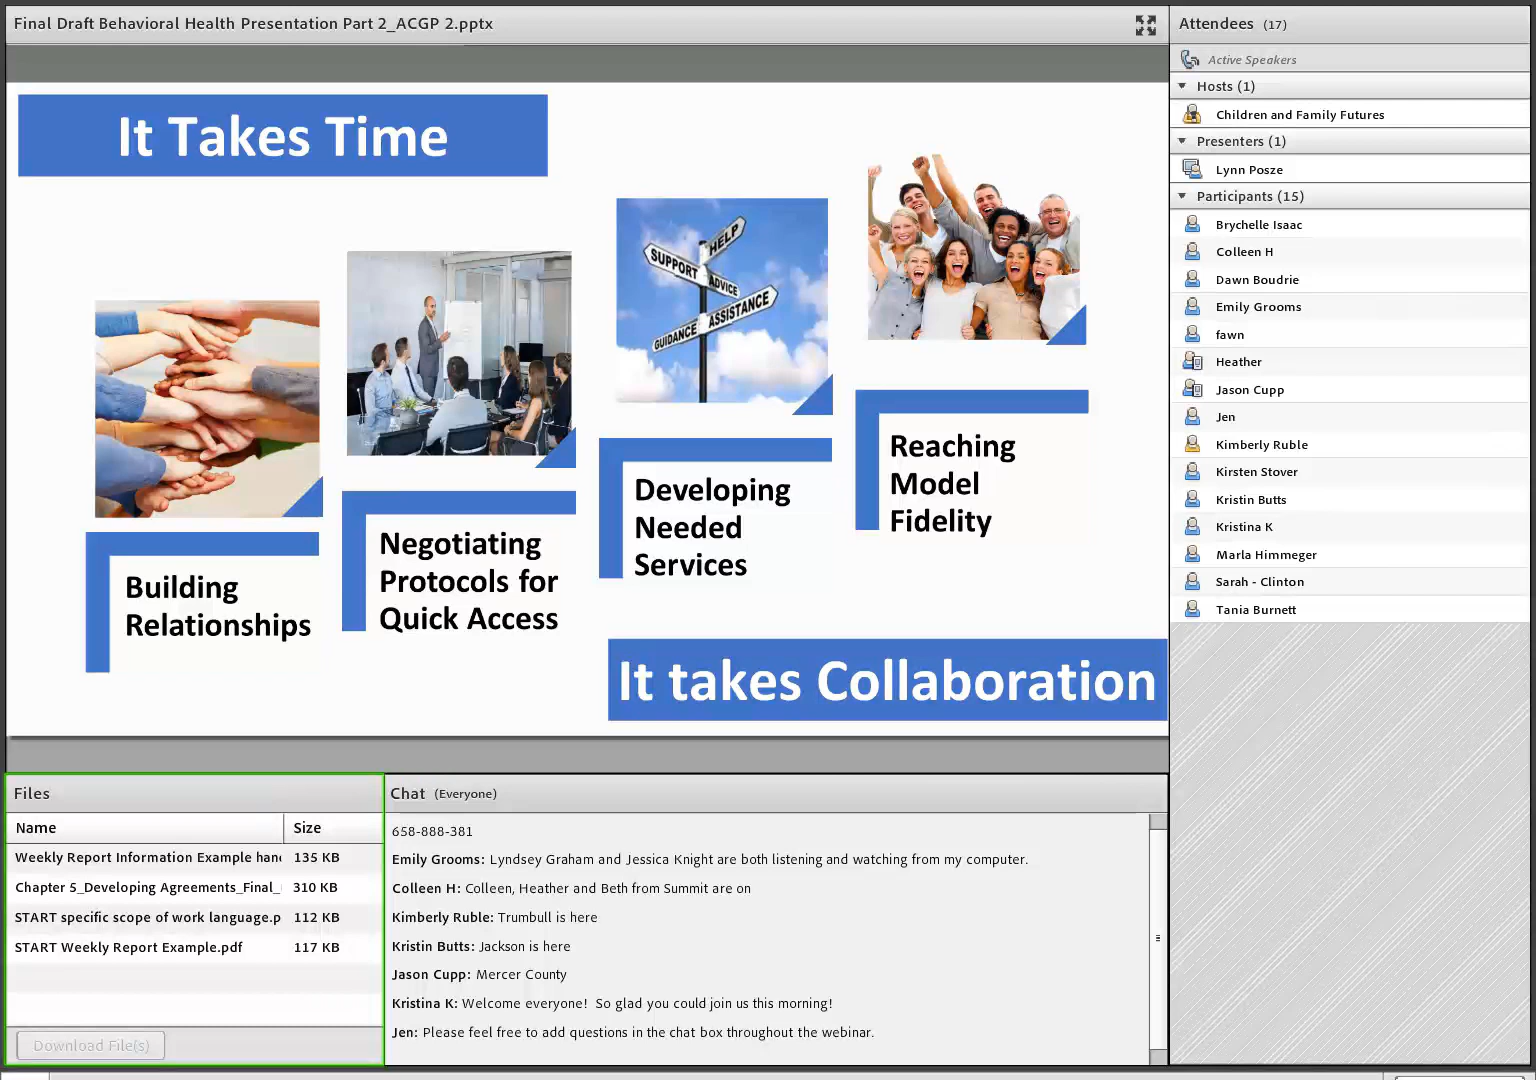 Final Draft Behavioral Health Presentation Part 2_ACGP 2.pptx
It Takes Time
SUPPORT
HELP
ADVICE
GUIDANCE
ASSISTANCE
Building
Relationships
Negotiating
Protocols for
Quick Access
Developing
Needed
Services
Reaching
Model
Fidelity
It takes Collaboration
Attendees (17)
Active Speakers
Hosts (1)
Children and Family Futures
Presenters (1)
Lynn Posze
Participants (15)
Brychelle Isaac
Colleen H
Dawn Boudrie
Emily Grooms
fawn
Heather
Jason Cupp
Jen
Kimberly Ruble
Kirsten Stover
Kristin Butts
Kristina K
Marla Himmeger
Sarah - Clinton
Tania Burnett
Files
Name Size
Weekly Report Information Example han 135 KB
Chapter 5_Developing Agreements_Final_ 310 KB
START specific scope of work language.p 112 KB
START Weekly Report Example.pdf 117 KB
Download File(s)
Chat (Everyone)
658-888-381
Emily Grooms: Lyndsey Graham and Jessica Knight are both listening and watching from my computer.
Colleen H: Colleen, Heather and Beth from Summit are on
Kimberly Ruble: Trumbull is here
Kristin Butts: Jackson is here
Jason Cupp: Mercer County
Kristina K: Welcome everyone! So glad you could join us this morning!
Jen: Please feel free to add questions in the chat box throughout the webinar.